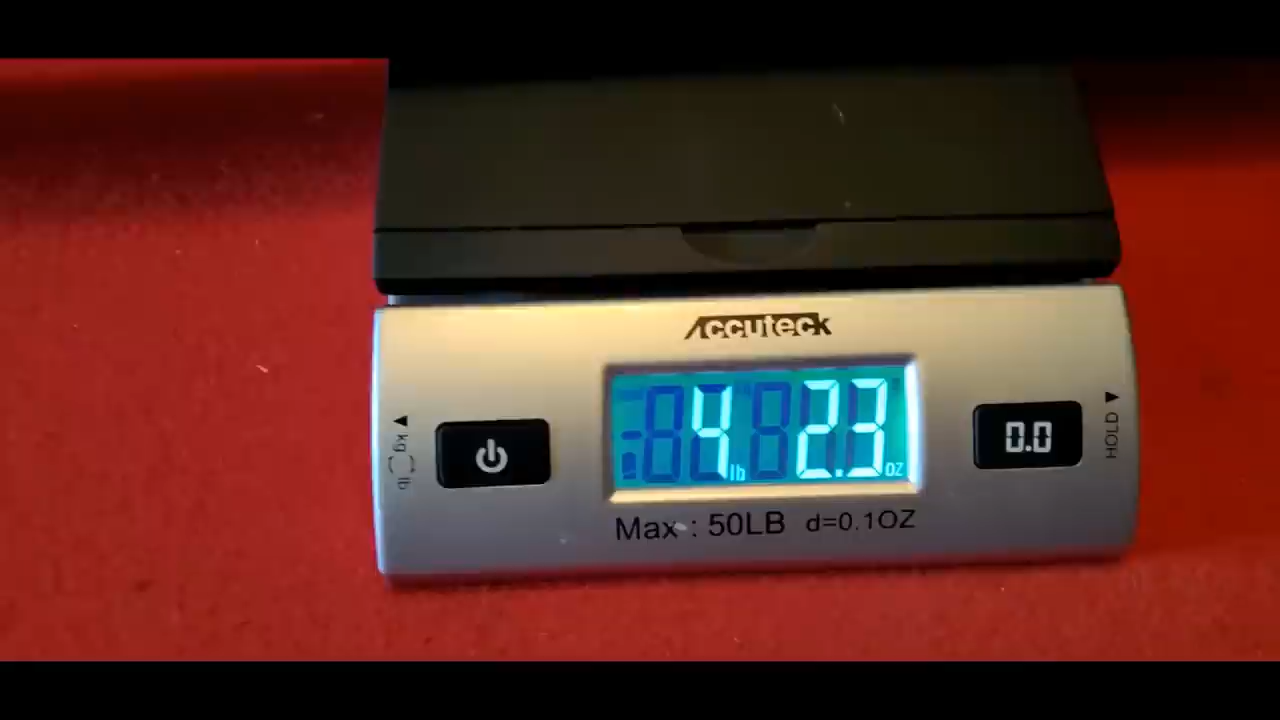 Accuteck
4 lb 2.3 oz
0.0
kg lb
HOLD
Max : 50LB d=0.1OZ